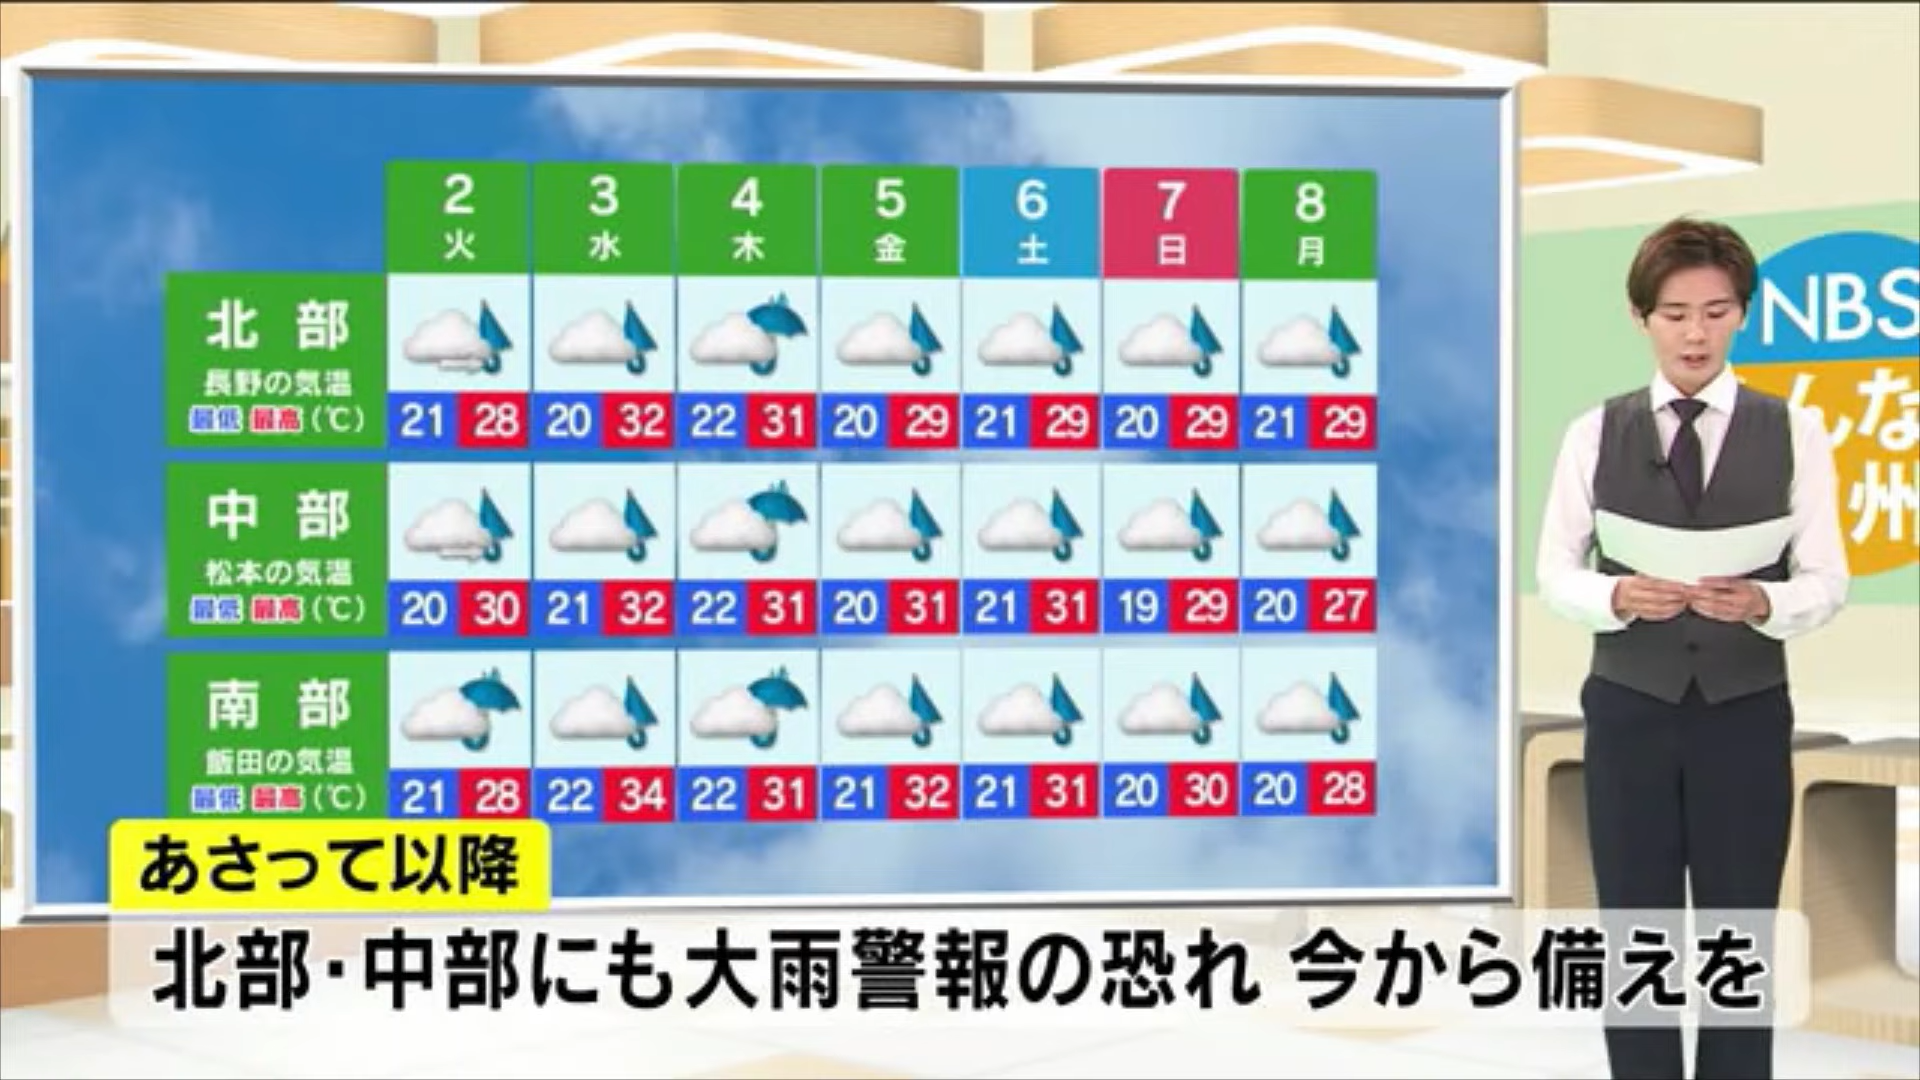 2 3 4 5 6 7 8
火 水 木 金 土 日 月
北部
長野の気温
最低 最高 (℃)
21 28 20 32 22 31 20 29 21 29 20 29 21 29
中部
松本の気温
最低 最高 (℃)
20 30 21 32 22 31 20 31 21 31 19 29 20 27
南部
飯田の気温
最低 最高 (℃)
21 28 22 34 22 31 21 32 21 31 20 30 20 28
NBS
んな
州
あさって以降
北部・中部にも大雨警報の恐れ 今から備えを